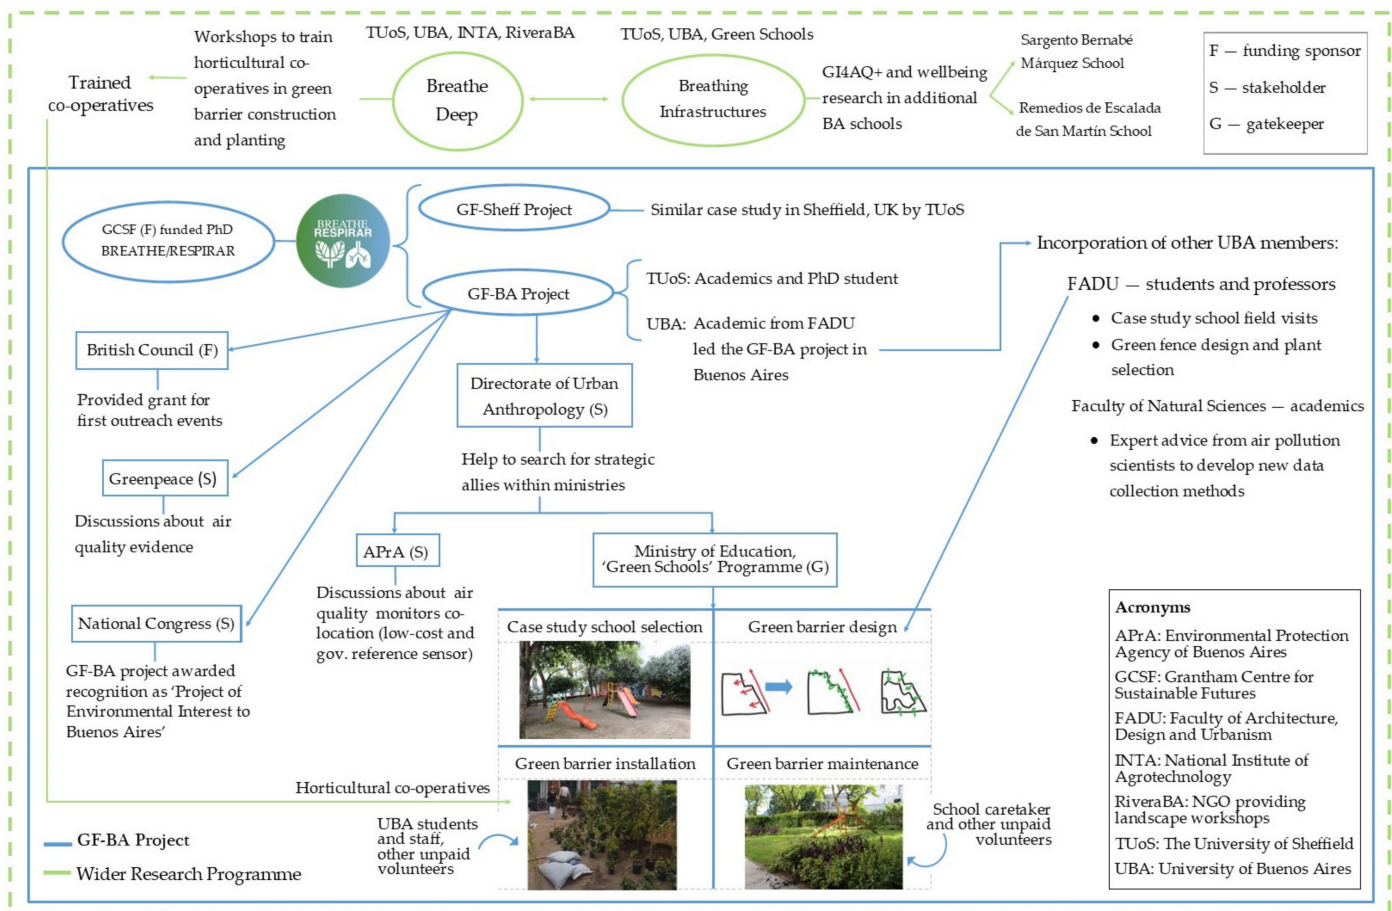 TUoS, UBA, INTA, RiveraBA
TUoS, UBA, Green Schools
Trained
co-operatives
Workshops to train
horticultural co-
operatives in green
barrier construction
and planting
Breathe
Deep
Breathing
Infrastructures
GI4AQ+ and wellbeing
research in additional
BA schools
Sargento Bernabé
Márquez School
Remedios de Escalada
de San Martín School
F — funding sponsor
S — stakeholder
G — gatekeeper
GCSF (F) funded PhD
BREATHE/RESPIRAR
BREATHE
RESPIRAR
GF-Sheff Project
Similar case study in Sheffield, UK by TUoS
GF-BA Project
TUoS: Academics and PhD student
UBA: Academic from FADU
led the GF-BA project in
Buenos Aires
Incorporation of other UBA members:
FADU — students and professors
• Case study school field visits
• Green fence design and plant
selection
Faculty of Natural Sciences — academics
• Expert advice from air pollution
scientists to develop new data
collection methods
British Council (F)
Provided grant for
first outreach events
Greenpeace (S)
Discussions about air
quality evidence
National Congress (S)
GF-BA project awarded
recognition as ‘Project of
Environmental Interest to
Buenos Aires’
Directorate of Urban
Anthropology (S)
Help to search for strategic
allies within ministries
APrA (S)
Discussions about air
quality monitors co-
location (low-cost and
gov. reference sensor)
Ministry of Education,
‘Green Schools’ Programme (G)
Case study school selection
Green barrier design
Green barrier installation
Green barrier maintenance
Horticultural co-operatives
UBA students
and staff,
other unpaid
volunteers
School caretaker
and other unpaid
volunteers
GF-BA Project
Wider Research Programme
Acronyms
APrA: Environmental Protection
Agency of Buenos Aires
GCSF: Grantham Centre for
Sustainable Futures
FADU: Faculty of Architecture,
Design and Urbanism
INTA: National Institute of
Agrotechnology
RiveraBA: NGO providing
landscape workshops
TUoS: The University of Sheffield
UBA: University of Buenos Aires